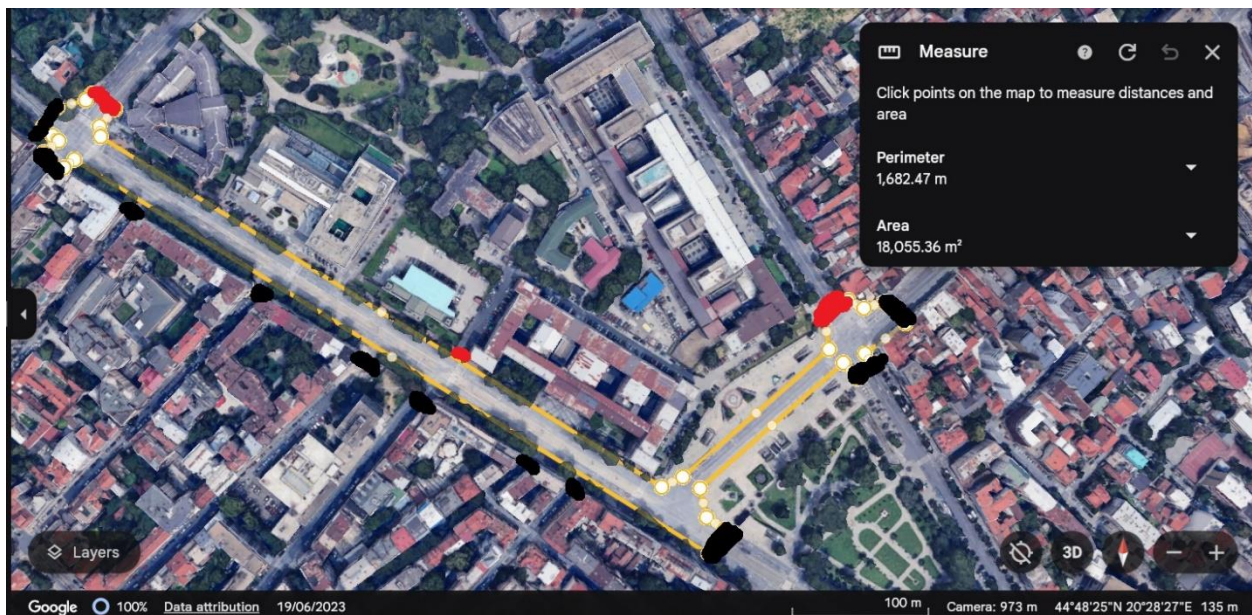 Measure
Click points on the map to measure distances and
area
Perimeter
1,682.47 m
Area
18,055.36 m²
Layers
3D
Google 100% Data attribution 19/06/2023 100 m Camera: 973 m 44°48'25"N 20°28'27"E 135 m